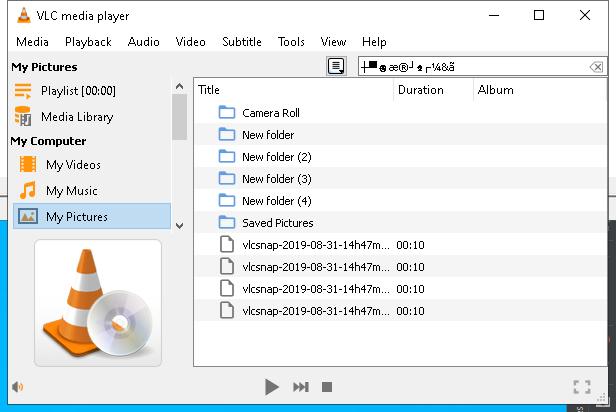 VLC media player
Media Playback Audio Video Subtitle Tools View Help
My Pictures
┼▀☻æ®┘♠┌¼&ã
Playlist [00:00]
Media Library
My Computer
My Videos
My Music
My Pictures
Title Duration Album
Camera Roll
New folder
New folder (2)
New folder (3)
New folder (4)
Saved Pictures
vlcsnap-2019-08-31-14h47m... 00:10
vlcsnap-2019-08-31-14h47m... 00:10
vlcsnap-2019-08-31-14h47m... 00:10
vlcsnap-2019-08-31-14h47m... 00:10